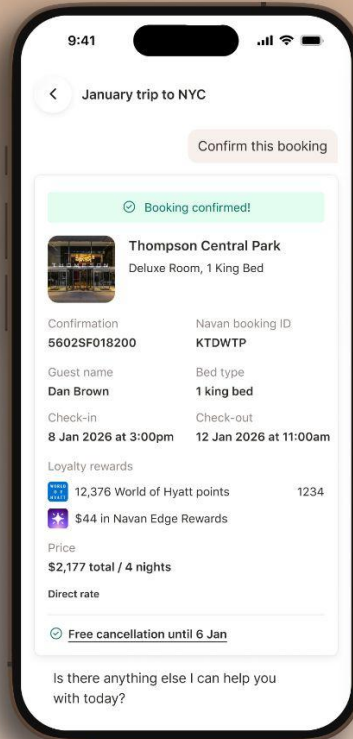 9:41
January trip to NYC
Confirm this booking
Booking confirmed!
THOMPSON
Thompson Central Park
Deluxe Room, 1 King Bed
Confirmation
Navan booking ID
5602SF018200
KTDWTP
Guest name
Bed type
Dan Brown
1 king bed
Check-in
Check-out
8 Jan 2026 at 3:00pm
12 Jan 2026 at 11:00am
Loyalty rewards
WORLD
OF
HYATT
12,376 World of Hyatt points
1234
$44 in Navan Edge Rewards
Price
$2,177 total / 4 nights
Direct rate
Free cancellation until 6 Jan
Is there anything else I can help you
with today?